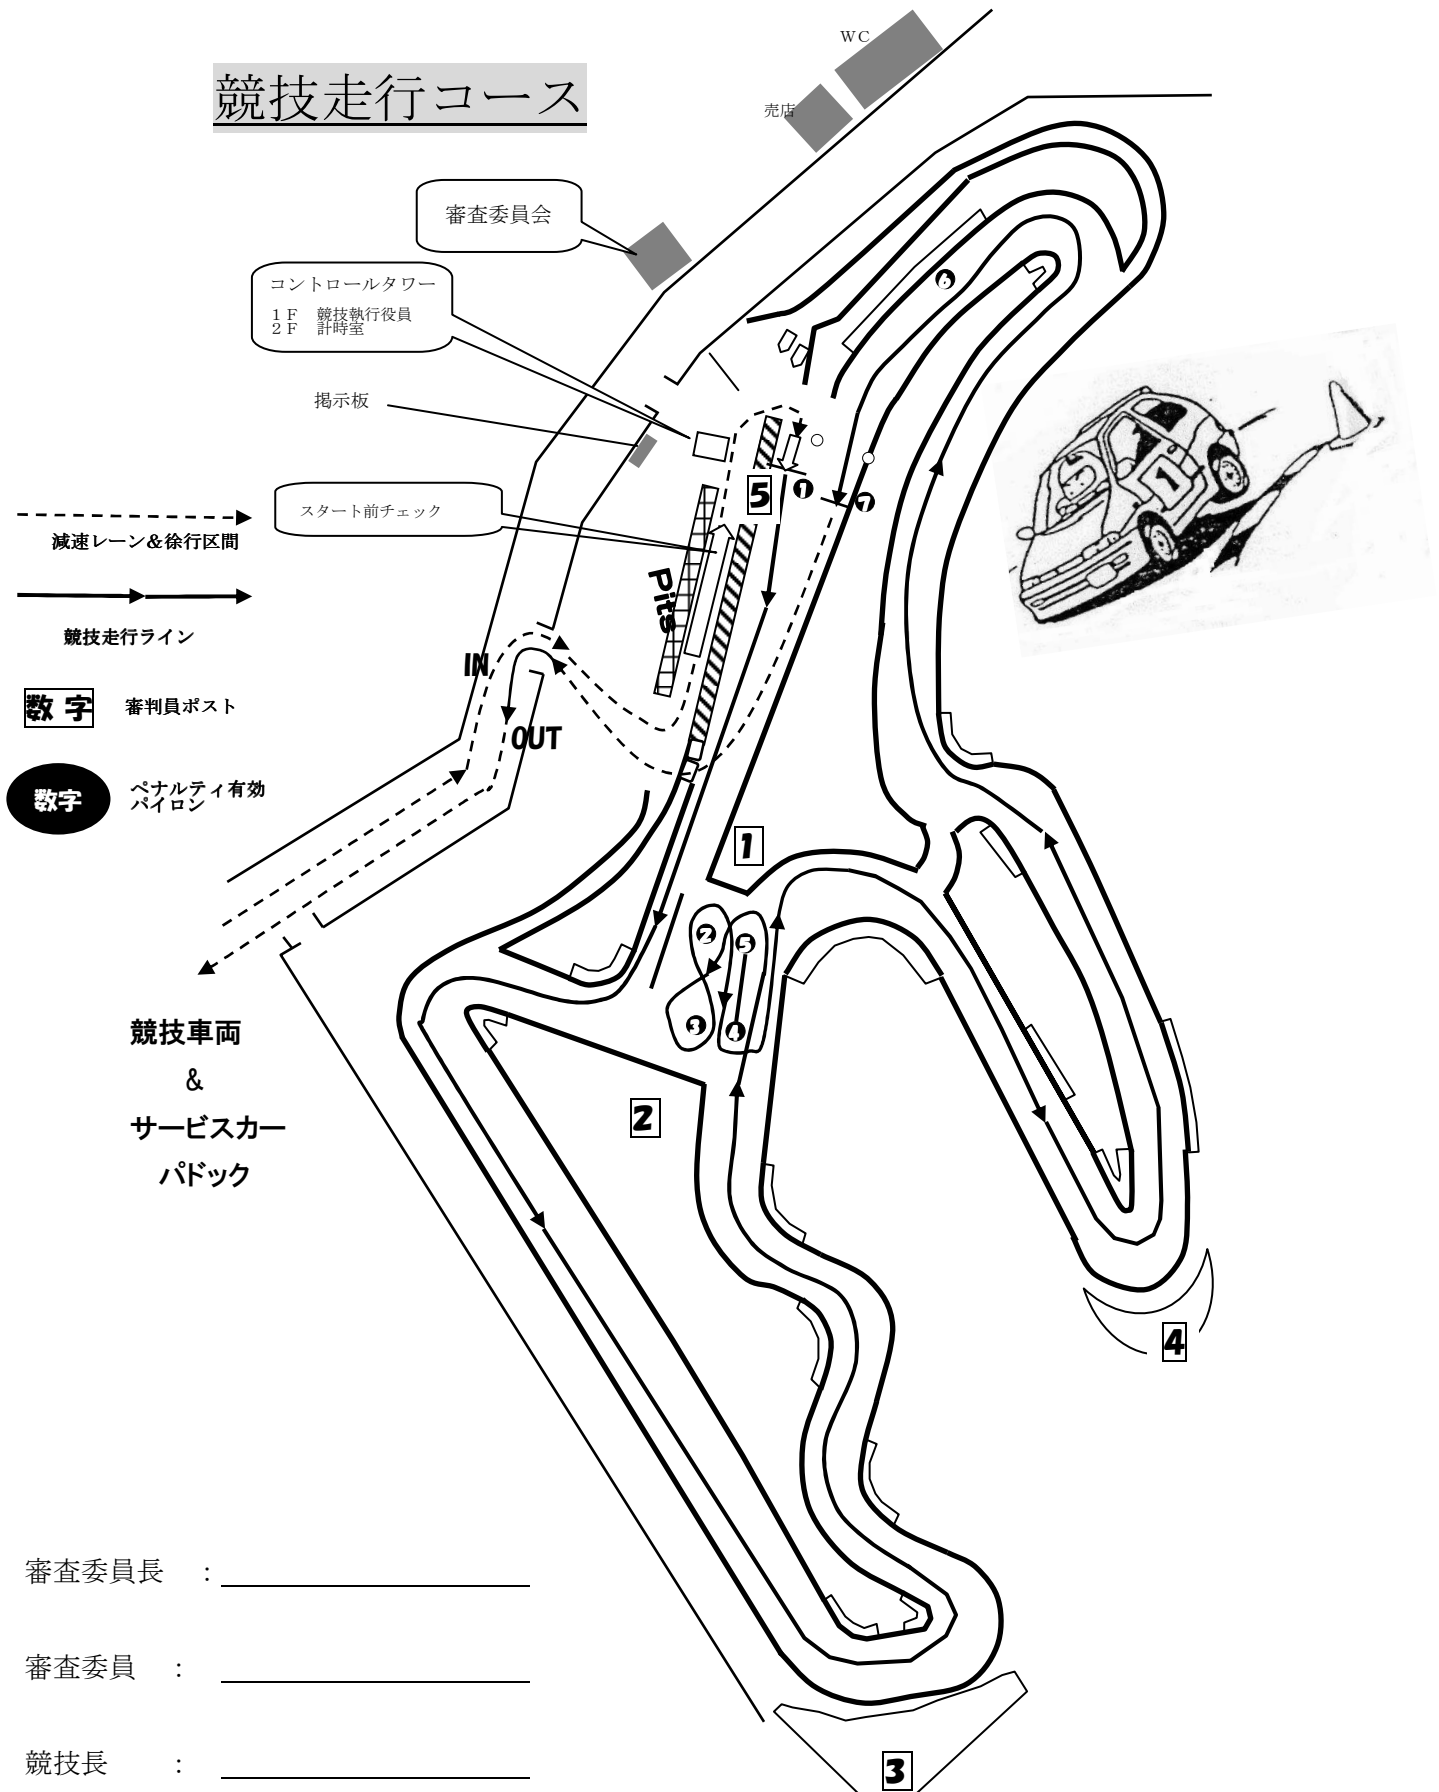 WC
競技走行コース
売店
審査委員会
コントロールタワー
１Ｆ　競技執行役員
２Ｆ　計時室
掲示板
スタート前チェック
5
1
7
6
減速レーン＆徐行区間
競技走行ライン
数字 審判員ポスト
数字 ペナルティ有効
パイロン
Pits
IN
OUT
1
1
2
5
3
4
競技車両
＆
サービスカー
パドック
2
4
3
審査委員長　：
審査委員　：
競技長　：